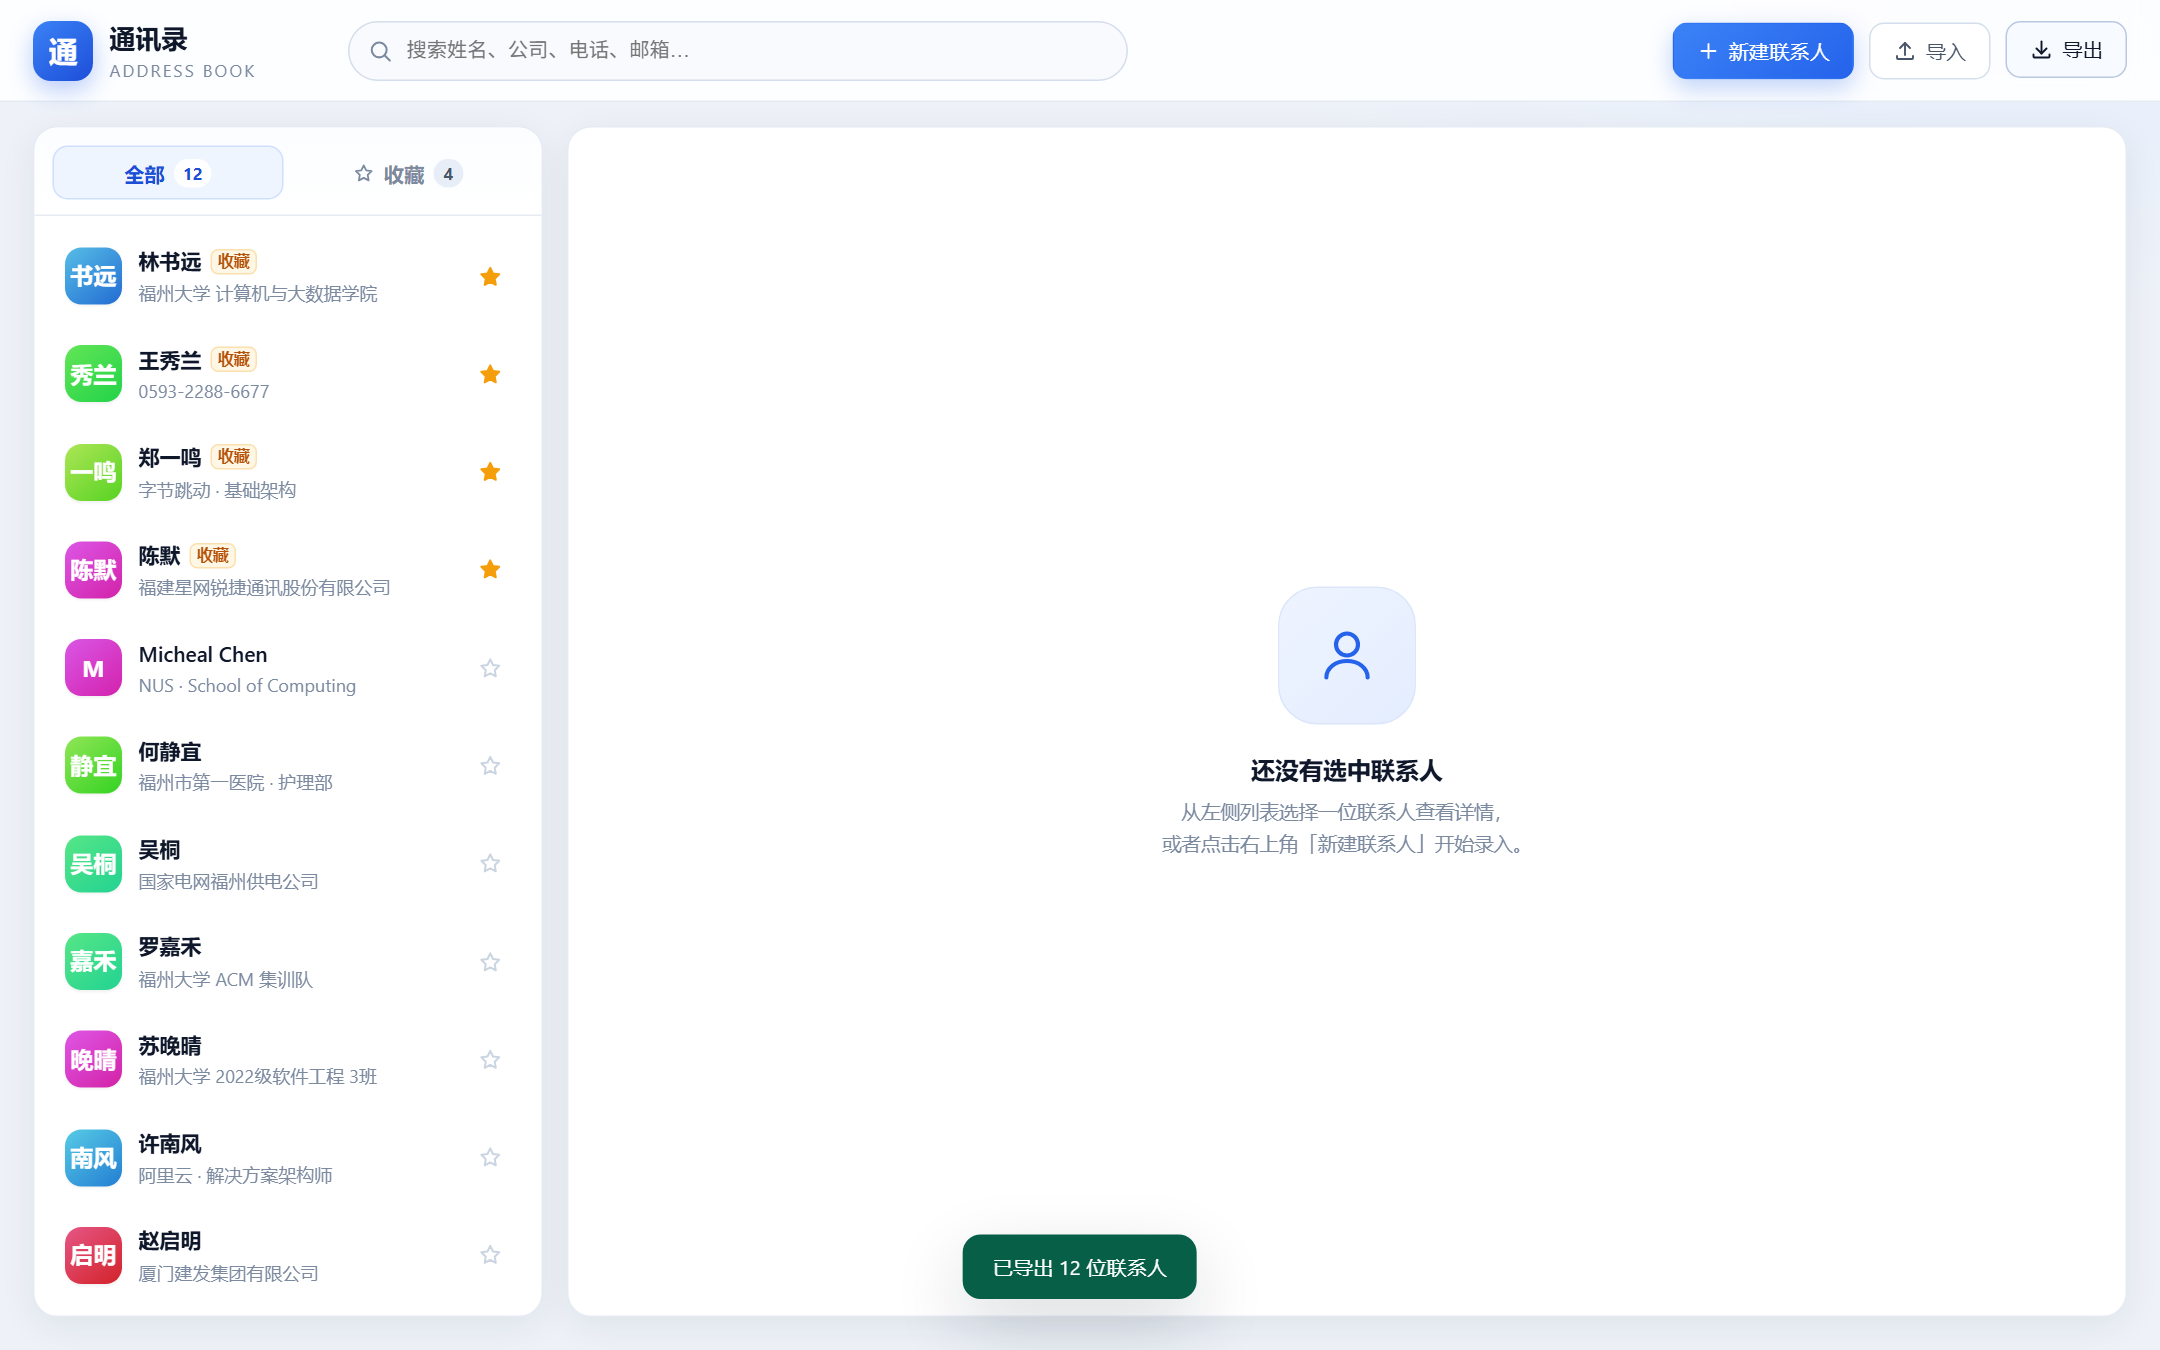 通 通讯录
ADDRESS BOOK
搜索姓名、公司、电话、邮箱...
新建联系人
导入
导出
全部 12
收藏 4
书远 林书远 收藏
福州大学 计算机与大数据学院
秀兰 王秀兰 收藏
0593-2288-6677
一鸣 郑一鸣 收藏
字节跳动 · 基础架构
陈默 陈默 收藏
福建星网锐捷通讯股份有限公司
M Micheal Chen
NUS · School of Computing
静宜 何静宜
福州市第一医院 · 护理部
吴桐 吴桐
国家电网福州供电公司
嘉禾 罗嘉禾
福州大学 ACM 集训队
晚晴 苏晚晴
福州大学 2022级软件工程 3班
南风 许南风
阿里云 · 解决方案架构师
启明 赵启明
厦门建发集团有限公司
还没有选中联系人
从左侧列表选择一位联系人查看详情，
或者点击右上角「新建联系人」开始录入。
已导出 12 位联系人